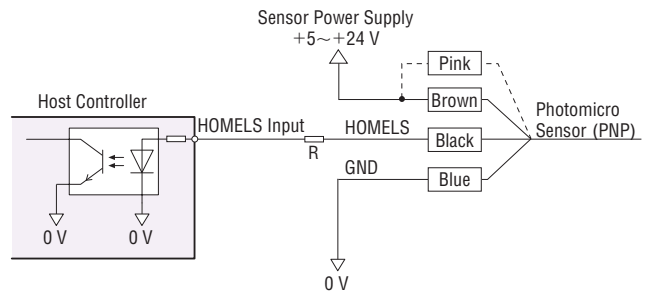 Sensor Power Supply
+5～+24 V
Pink
Host Controller
Brown
Photomicro
Sensor (PNP)
HOMELS Input
HOMELS
Black
R
GND
Blue
0 V
0 V
0 V